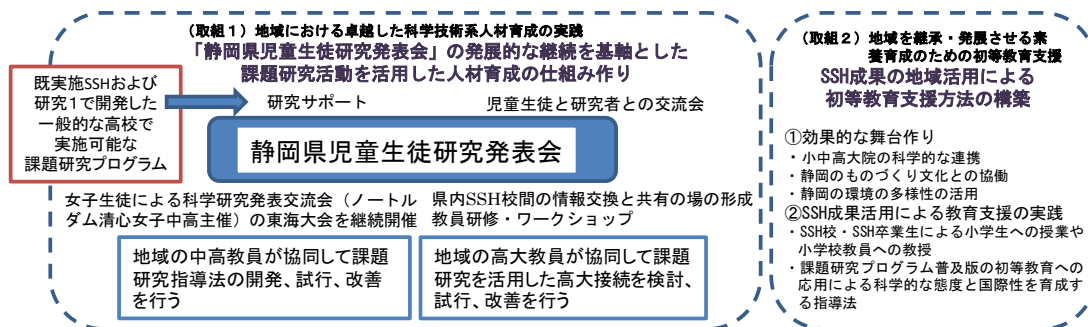 (取組１)地域における卓越した科学技術系人材育成の実践
「静岡県児童生徒研究発表会」の発展的な継続を基軸とした
課題研究活動を活用した人材育成の仕組み作り
既実施SSHおよび
研究1で開発した
一般的な高校で
実施可能な
課題研究プログラム
研究サポート
児童生徒と研究者との交流会
静岡県児童生徒研究発表会
女子生徒による科学研究発表交流会（ノートル
ダム清心女子中高主催）の東海大会を継続開催
県内SSH校間の情報交換と共有の場の形成
教員研修・ワークショップ
地域の中高教員が協同して課題
研究指導法の開発、試行、改善
を行う
地域の高大教員が協同して課題
研究を活用した高大接続を検討、
試行、改善を行う
(取組２)地域を継承・発展させる素
養育成のための初等教育支援
SSH成果の地域活用による
初等教育支援方法の構築
①効果的な舞台作り
・小中高大院の科学的な連携
・静岡のものづくり文化との協働
・静岡の環境の多様性の活用
②SSH成果活用による教育支援の実践
・SSH校・SSH卒業生による小学生への授業や
小学校教員への教授
・課題研究プログラム普及版の初等教育への
応用による科学的な態度と国際性を育成す
る指導法